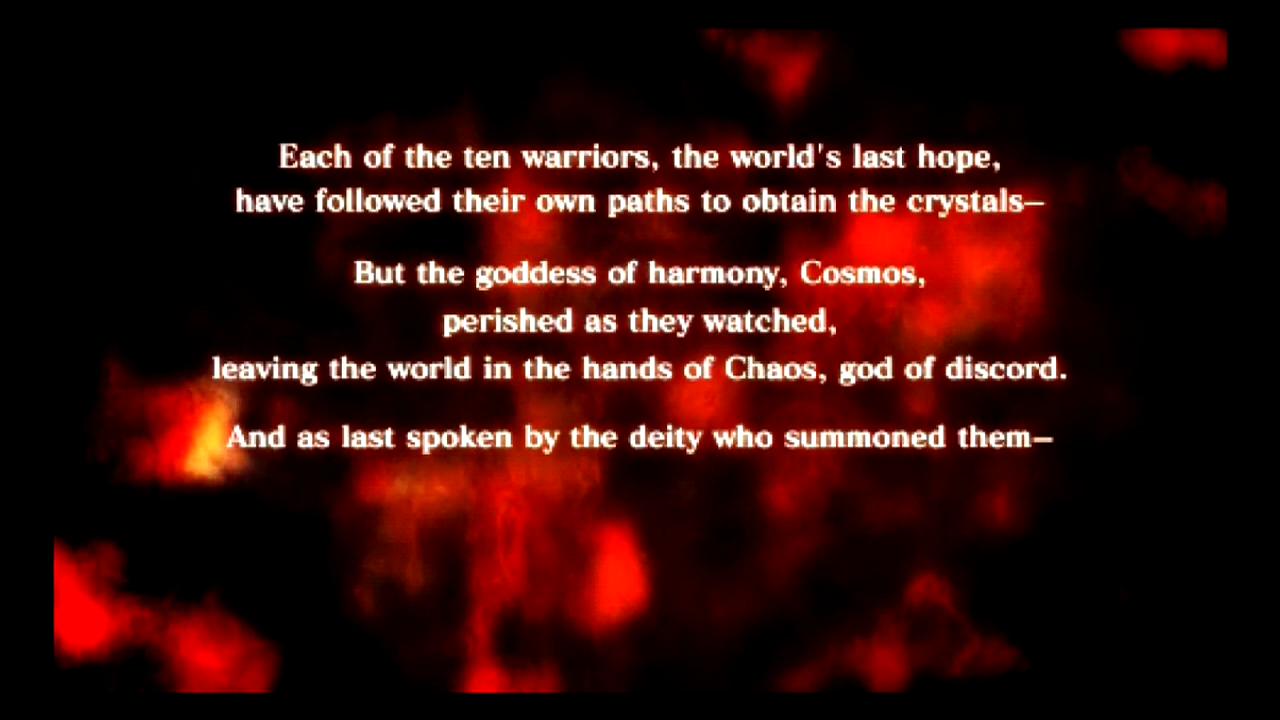 Each of the ten warriors, the world's last hope,
have followed their own paths to obtain the crystals—
But the goddess of harmony, Cosmos,
perished as they watched,
leaving the world in the hands of Chaos, god of discord.
And as last spoken by the deity who summoned them—